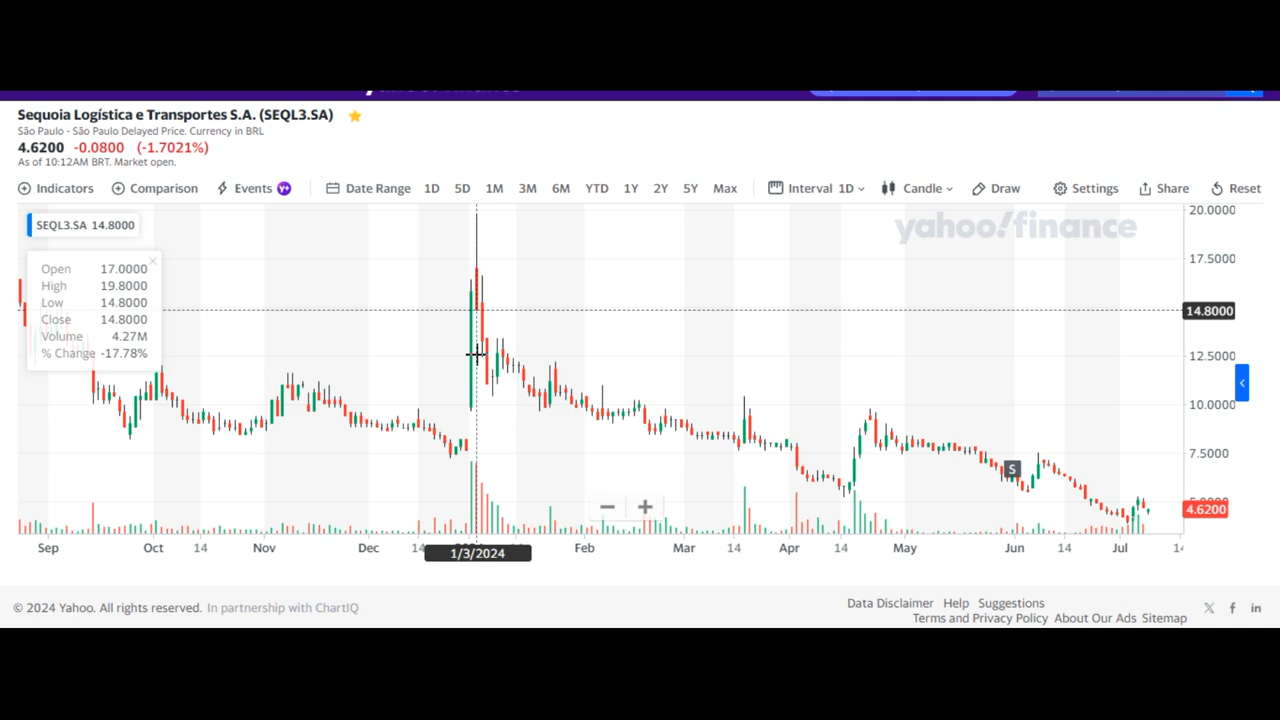 Sequoia Logística e Transportes S.A. (SEQL3.SA)
São Paulo - São Paulo Delayed Price. Currency in BRL
4.6200 -0.0800 (-1.7021%)
As of 10:12AM BRT. Market open.
Indicators Comparison Events Y+ Date Range 1D 5D 1M 3M 6M YTD 1Y 2Y 5Y Max Interval 1D Candle Draw Settings Share Reset
SEQL3.SA 14.8000
yahoo!finance
Open 17.0000
High 19.8000
Low 14.8000
Close 14.8000
Volume 4.27M
% Change -17.78%
20.0000
17.5000
14.8000
12.5000
10.0000
7.5000
5.0000
4.6200
S
Sep Oct 14 Nov Dec 14 Feb Mar 14 Apr 14 May Jun 14 Jul
1/3/2024
© 2024 Yahoo. All rights reserved. In partnership with ChartIQ
Data Disclaimer Help Suggestions
Terms and Privacy Policy About Our Ads Sitemap